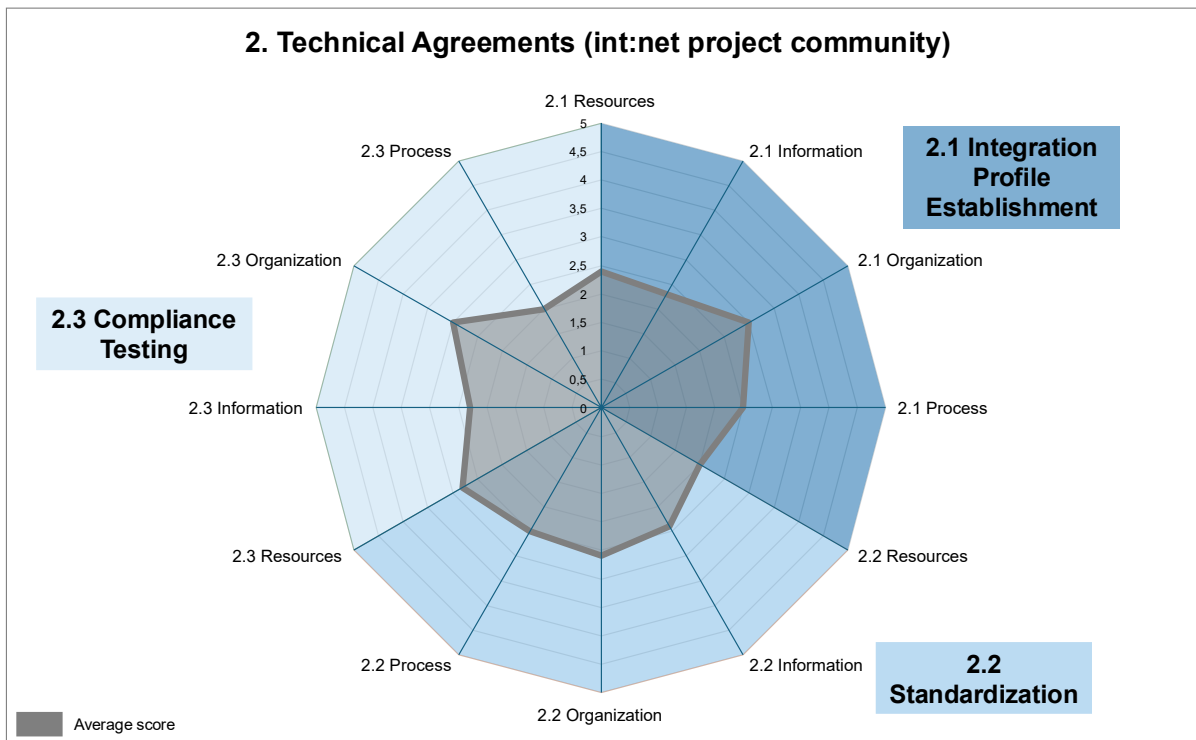 2. Technical Agreements (int:net project community)
2.1 Resources
5
4,5
4
3,5
3
2,5
2
1,5
1
0,5
0
2.1 Information
2.1 Organization
2.1 Process
2.2 Resources
2.2 Information
2.2 Organization
2.2 Process
2.3 Resources
2.3 Information
2.3 Organization
2.3 Process
2.1 Integration
Profile
Establishment
2.2
Standardization
2.3 Compliance
Testing
Average score